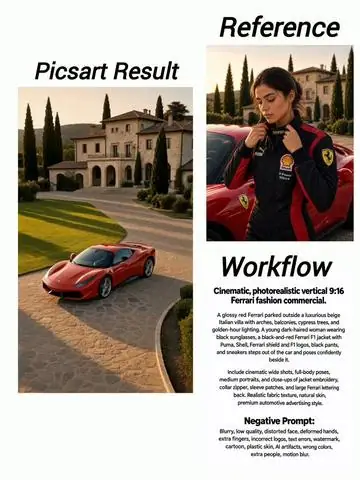 Reference
Picsart Result
Workflow
Cinematic, photorealistic vertical 9:16
Ferrari fashion commercial.
A glossy red Ferrari parked outside a luxurious beige
Italian villa with arches, balconies, cypress trees, and
golden-hour lighting. A young dark-haired woman wearing
black sunglasses, a black-and-red Ferrari F1 jacket with
Puma, Shell, Ferrari shield and F1 logos, black pants,
and sneakers steps out of the car and poses confidently
beside it.
Include cinematic wide shots, full-body poses,
medium portraits, and close-ups of jacket embroidery,
collar zipper, sleeve patches, and large Ferrari lettering
back. Realistic fabric texture, natural skin,
premium automotive advertising style.
Negative Prompt:
Blurry, low quality, distorted face, deformed hands,
extra fingers, incorrect logos, text errors, watermark,
cartoon, plastic skin, AI artifacts, wrong colors,
extra people, motion blur.